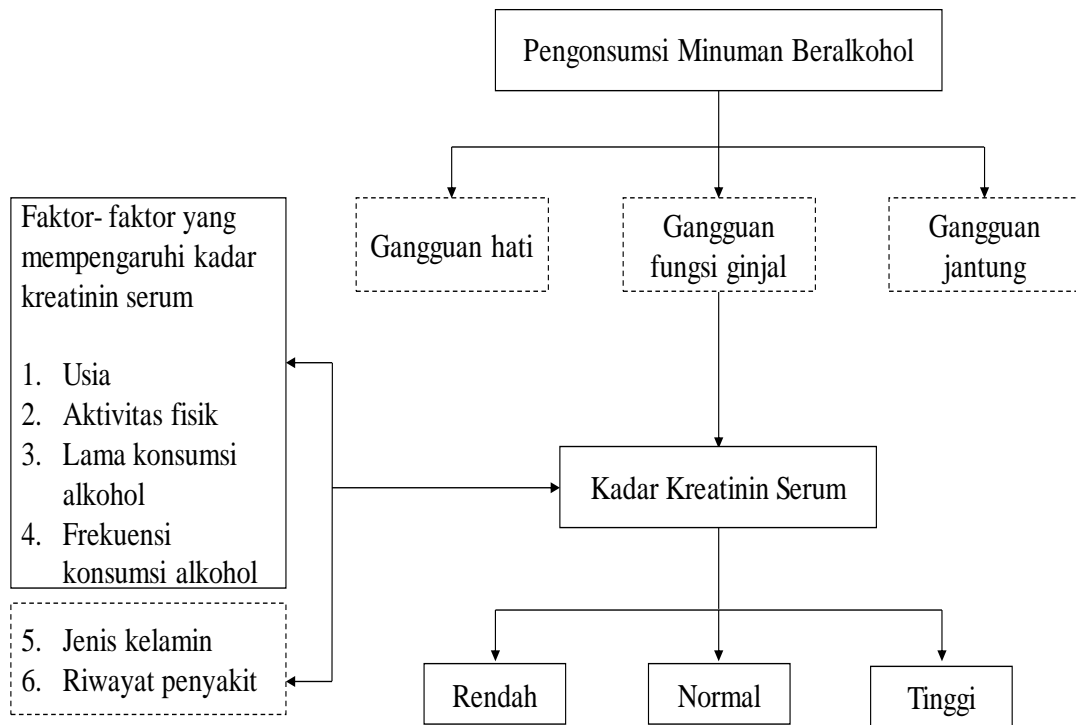 Pengonsumsi Minuman Beralkohol
Gangguan hati
Gangguan
fungsi ginjal
Gangguan
jantung
Faktor- faktor yang
mempengaruhi kadar
kreatinin serum
1. Usia
2. Aktivitas fisik
3. Lama konsumsi
alkohol
4. Frekuensi
konsumsi alkohol
5. Jenis kelamin
6. Riwayat penyakit
Kadar Kreatinin Serum
Rendah
Normal
Tinggi